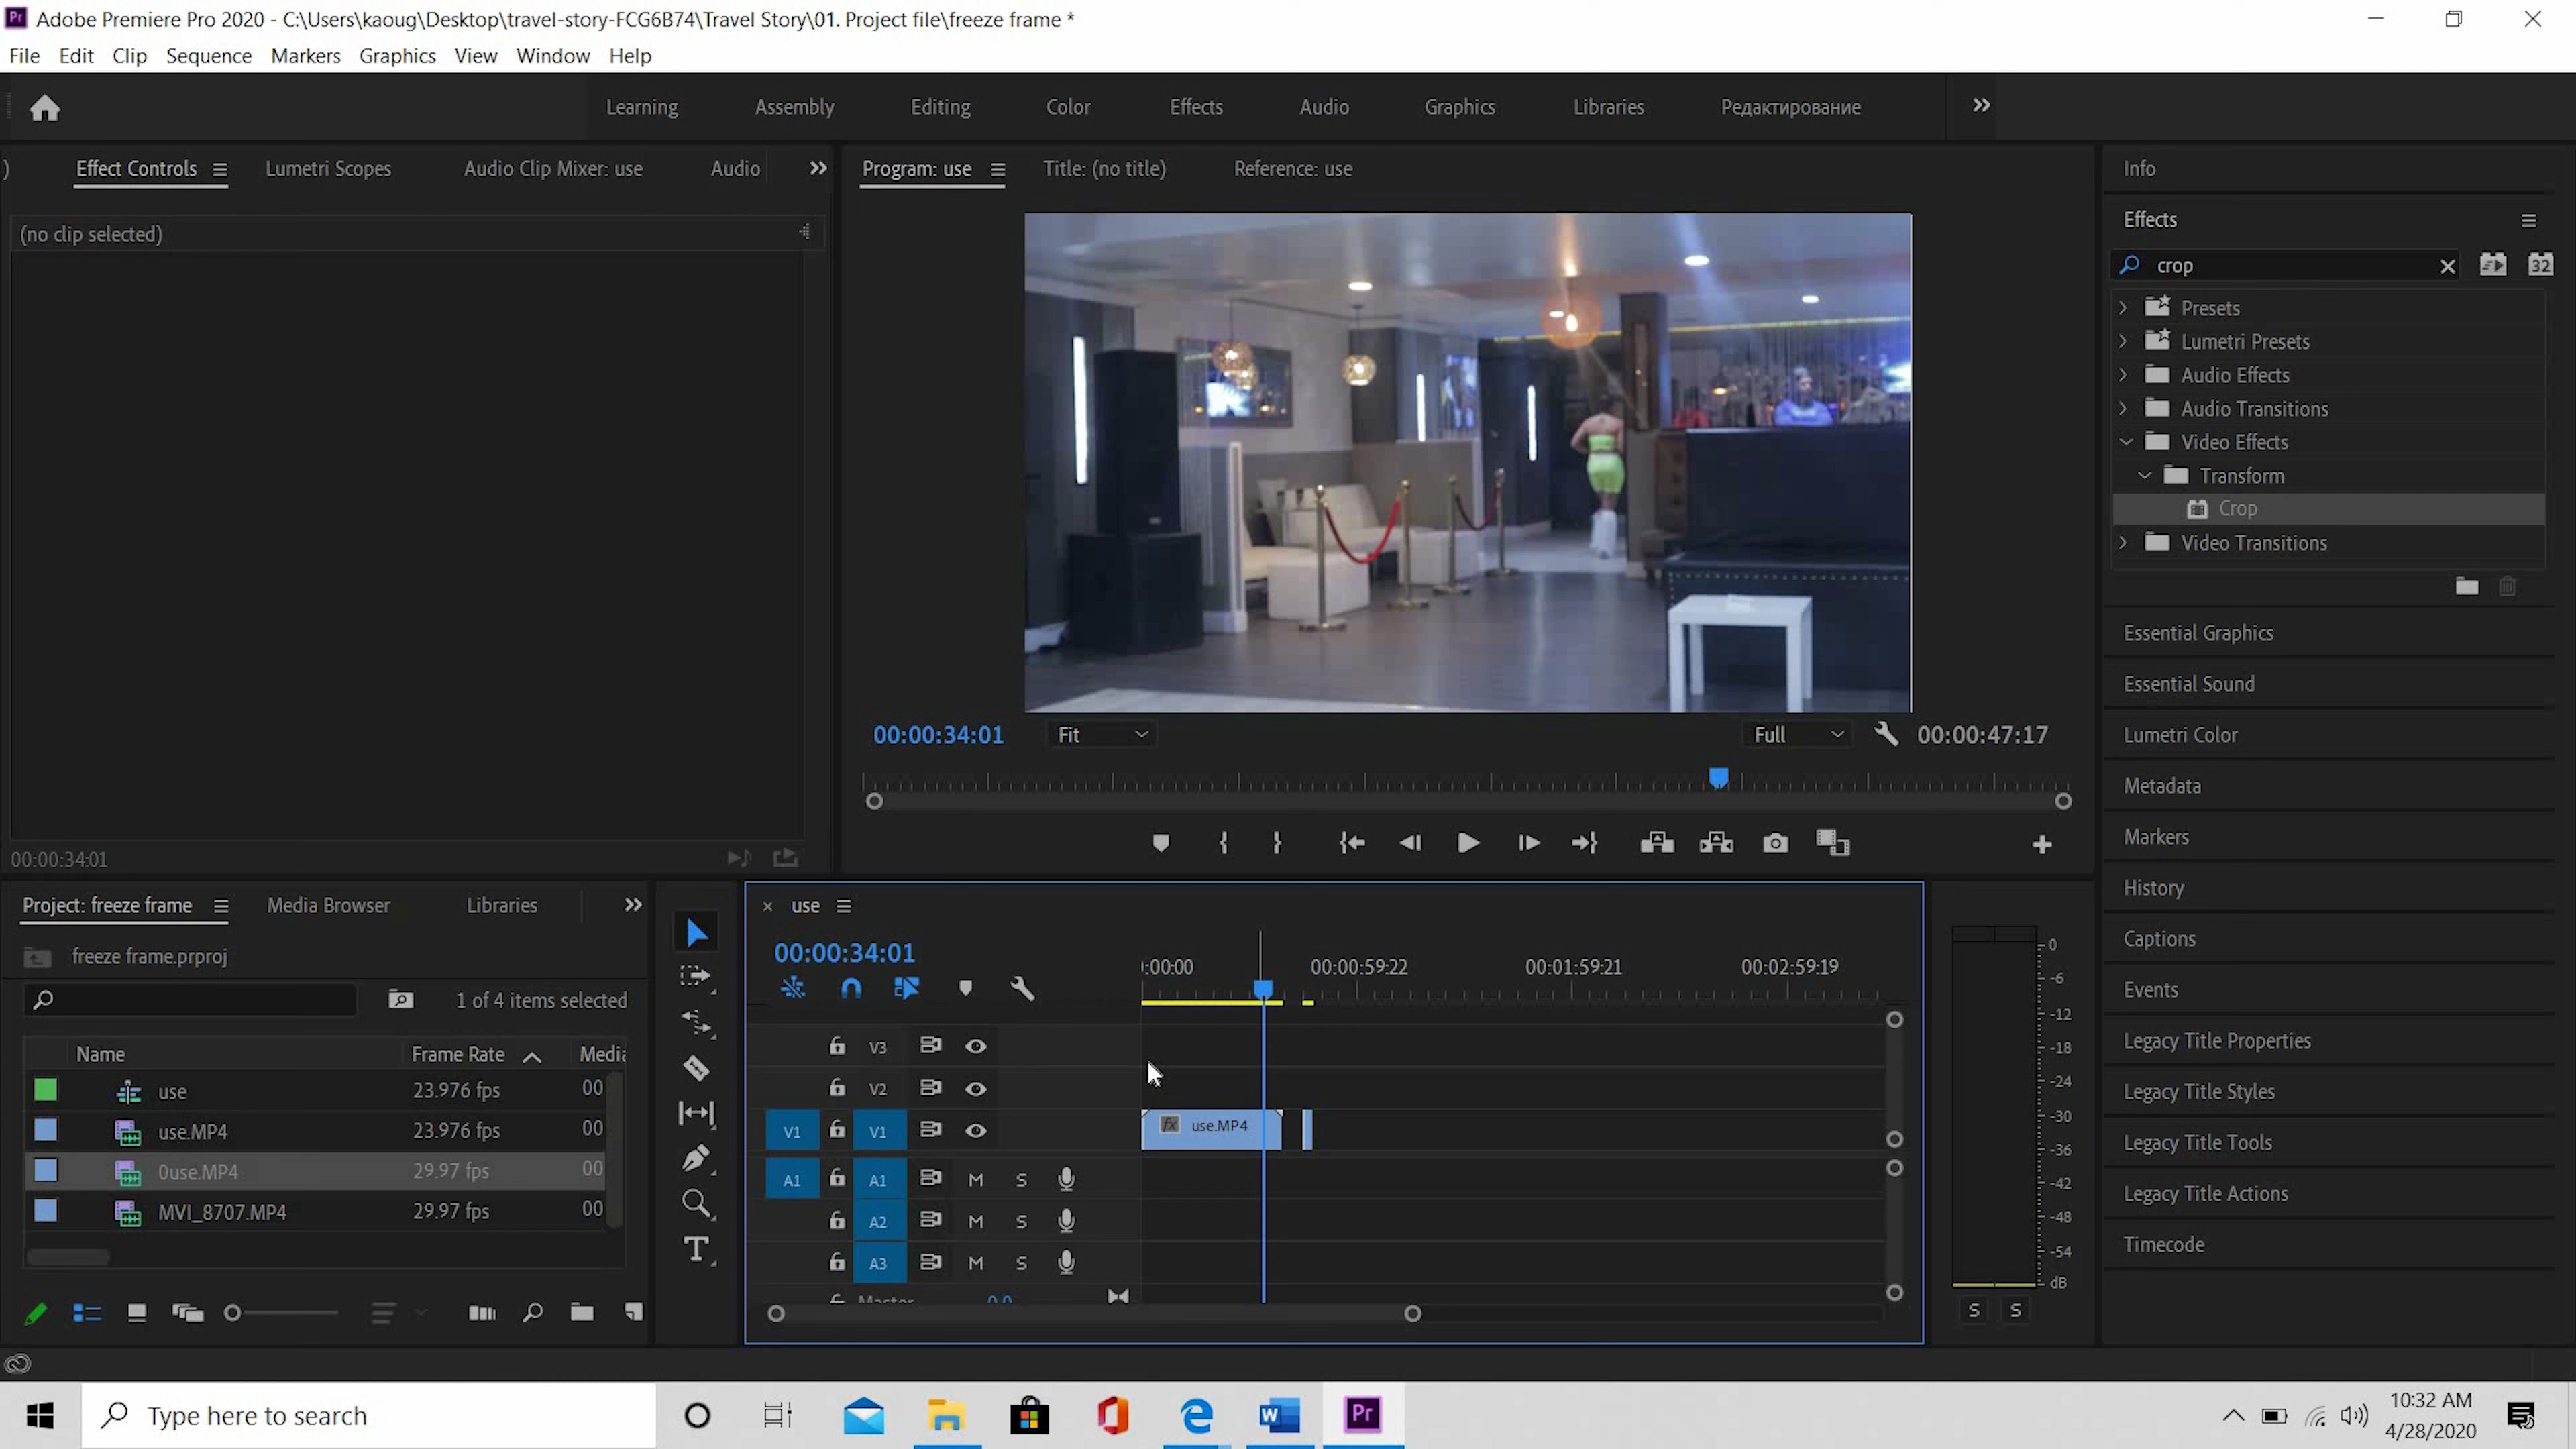 Adobe Premiere Pro 2020 - C:\Users\kaoug\Desktop\travel-story-FCG6B74\Travel Story\01. Project file\freeze frame *
File Edit Clip Sequence Markers Graphics View Window Help
Learning Assembly Editing Color Effects Audio Graphics Libraries Редактирование
Effect Controls Lumetri Scopes Audio Clip Mixer: use Audio
(no clip selected)
00:00:34:01
Program: use Title: (no title) Reference: use
00:00:34:01 Fit Full 00:00:47:17
Info
Effects
crop
32
Presets
Lumetri Presets
Audio Effects
Audio Transitions
Video Effects
Transform
Crop
Video Transitions
Essential Graphics
Essential Sound
Lumetri Color
Metadata
Markers
History
Captions
Events
Legacy Title Properties
Legacy Title Styles
Legacy Title Tools
Legacy Title Actions
Timecode
Project: freeze frame Media Browser Libraries
freeze frame.prproj
1 of 4 items selected
Name Frame Rate Media
use 23.976 fps 00
use.MP4 23.976 fps 00
0use.MP4 29.97 fps 00
MVI_8707.MP4 29.97 fps 00
use
00:00:34:01
:00:00 00:00:59:22 00:01:59:21 00:02:59:19
V3
V2
V1 V1 fx use.MP4
A1 A1 M S
A2 M S
A3 M S
Master 0.0
0
-6
-12
-18
-24
-30
-36
-42
-48
-54
dB
S S
Type here to search
W
Pr
10:32 AM
4/28/2020